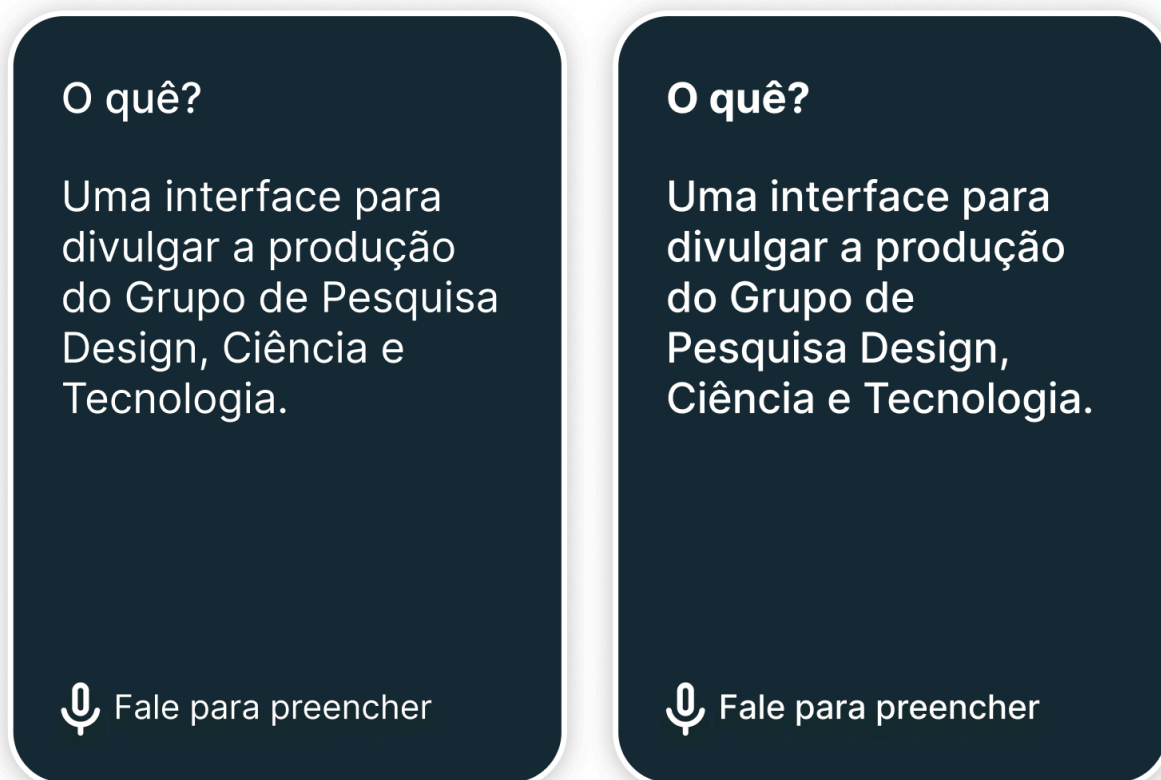 O quê?
Uma interface para
divulgar a produção
do Grupo de Pesquisa
Design, Ciência e
Tecnologia.
Fale para preencher
O quê?
Uma interface para
divulgar a produção
do Grupo de
Pesquisa Design,
Ciência e Tecnologia.
Fale para preencher